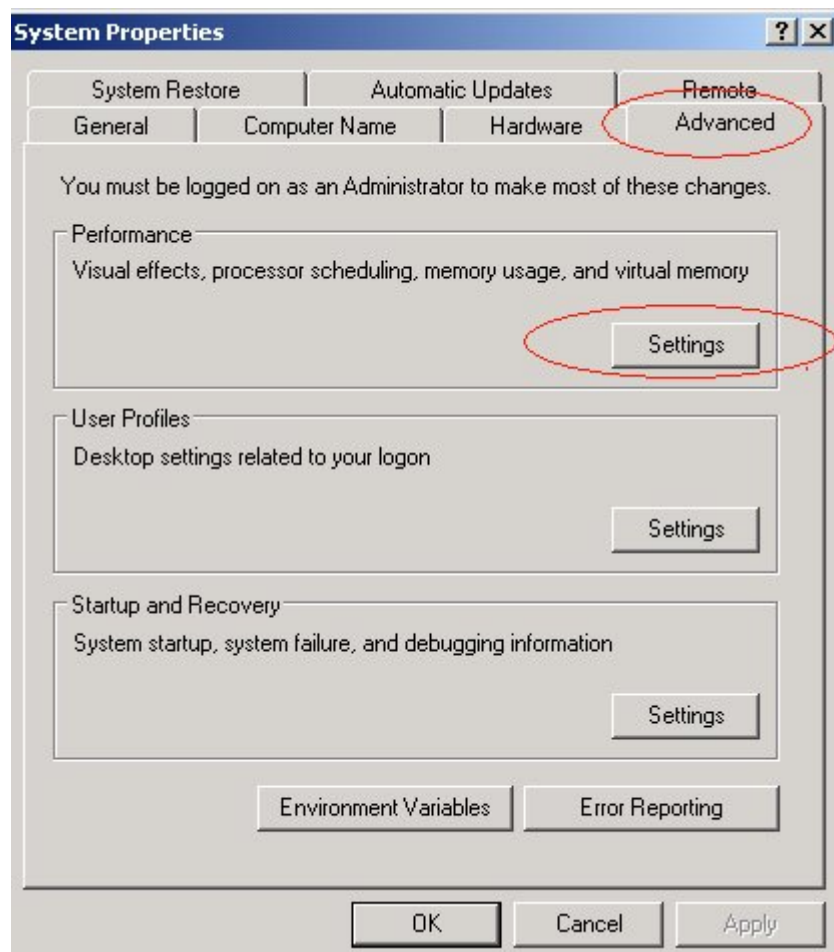 System Properties
System Restore Automatic Updates Remote
General Computer Name Hardware Advanced
You must be logged on as an Administrator to make most of these changes.
Performance
Visual effects, processor scheduling, memory usage, and virtual memory
Settings
User Profiles
Desktop settings related to your logon
Settings
Startup and Recovery
System startup, system failure, and debugging information
Settings
Environment Variables Error Reporting
OK Cancel Apply